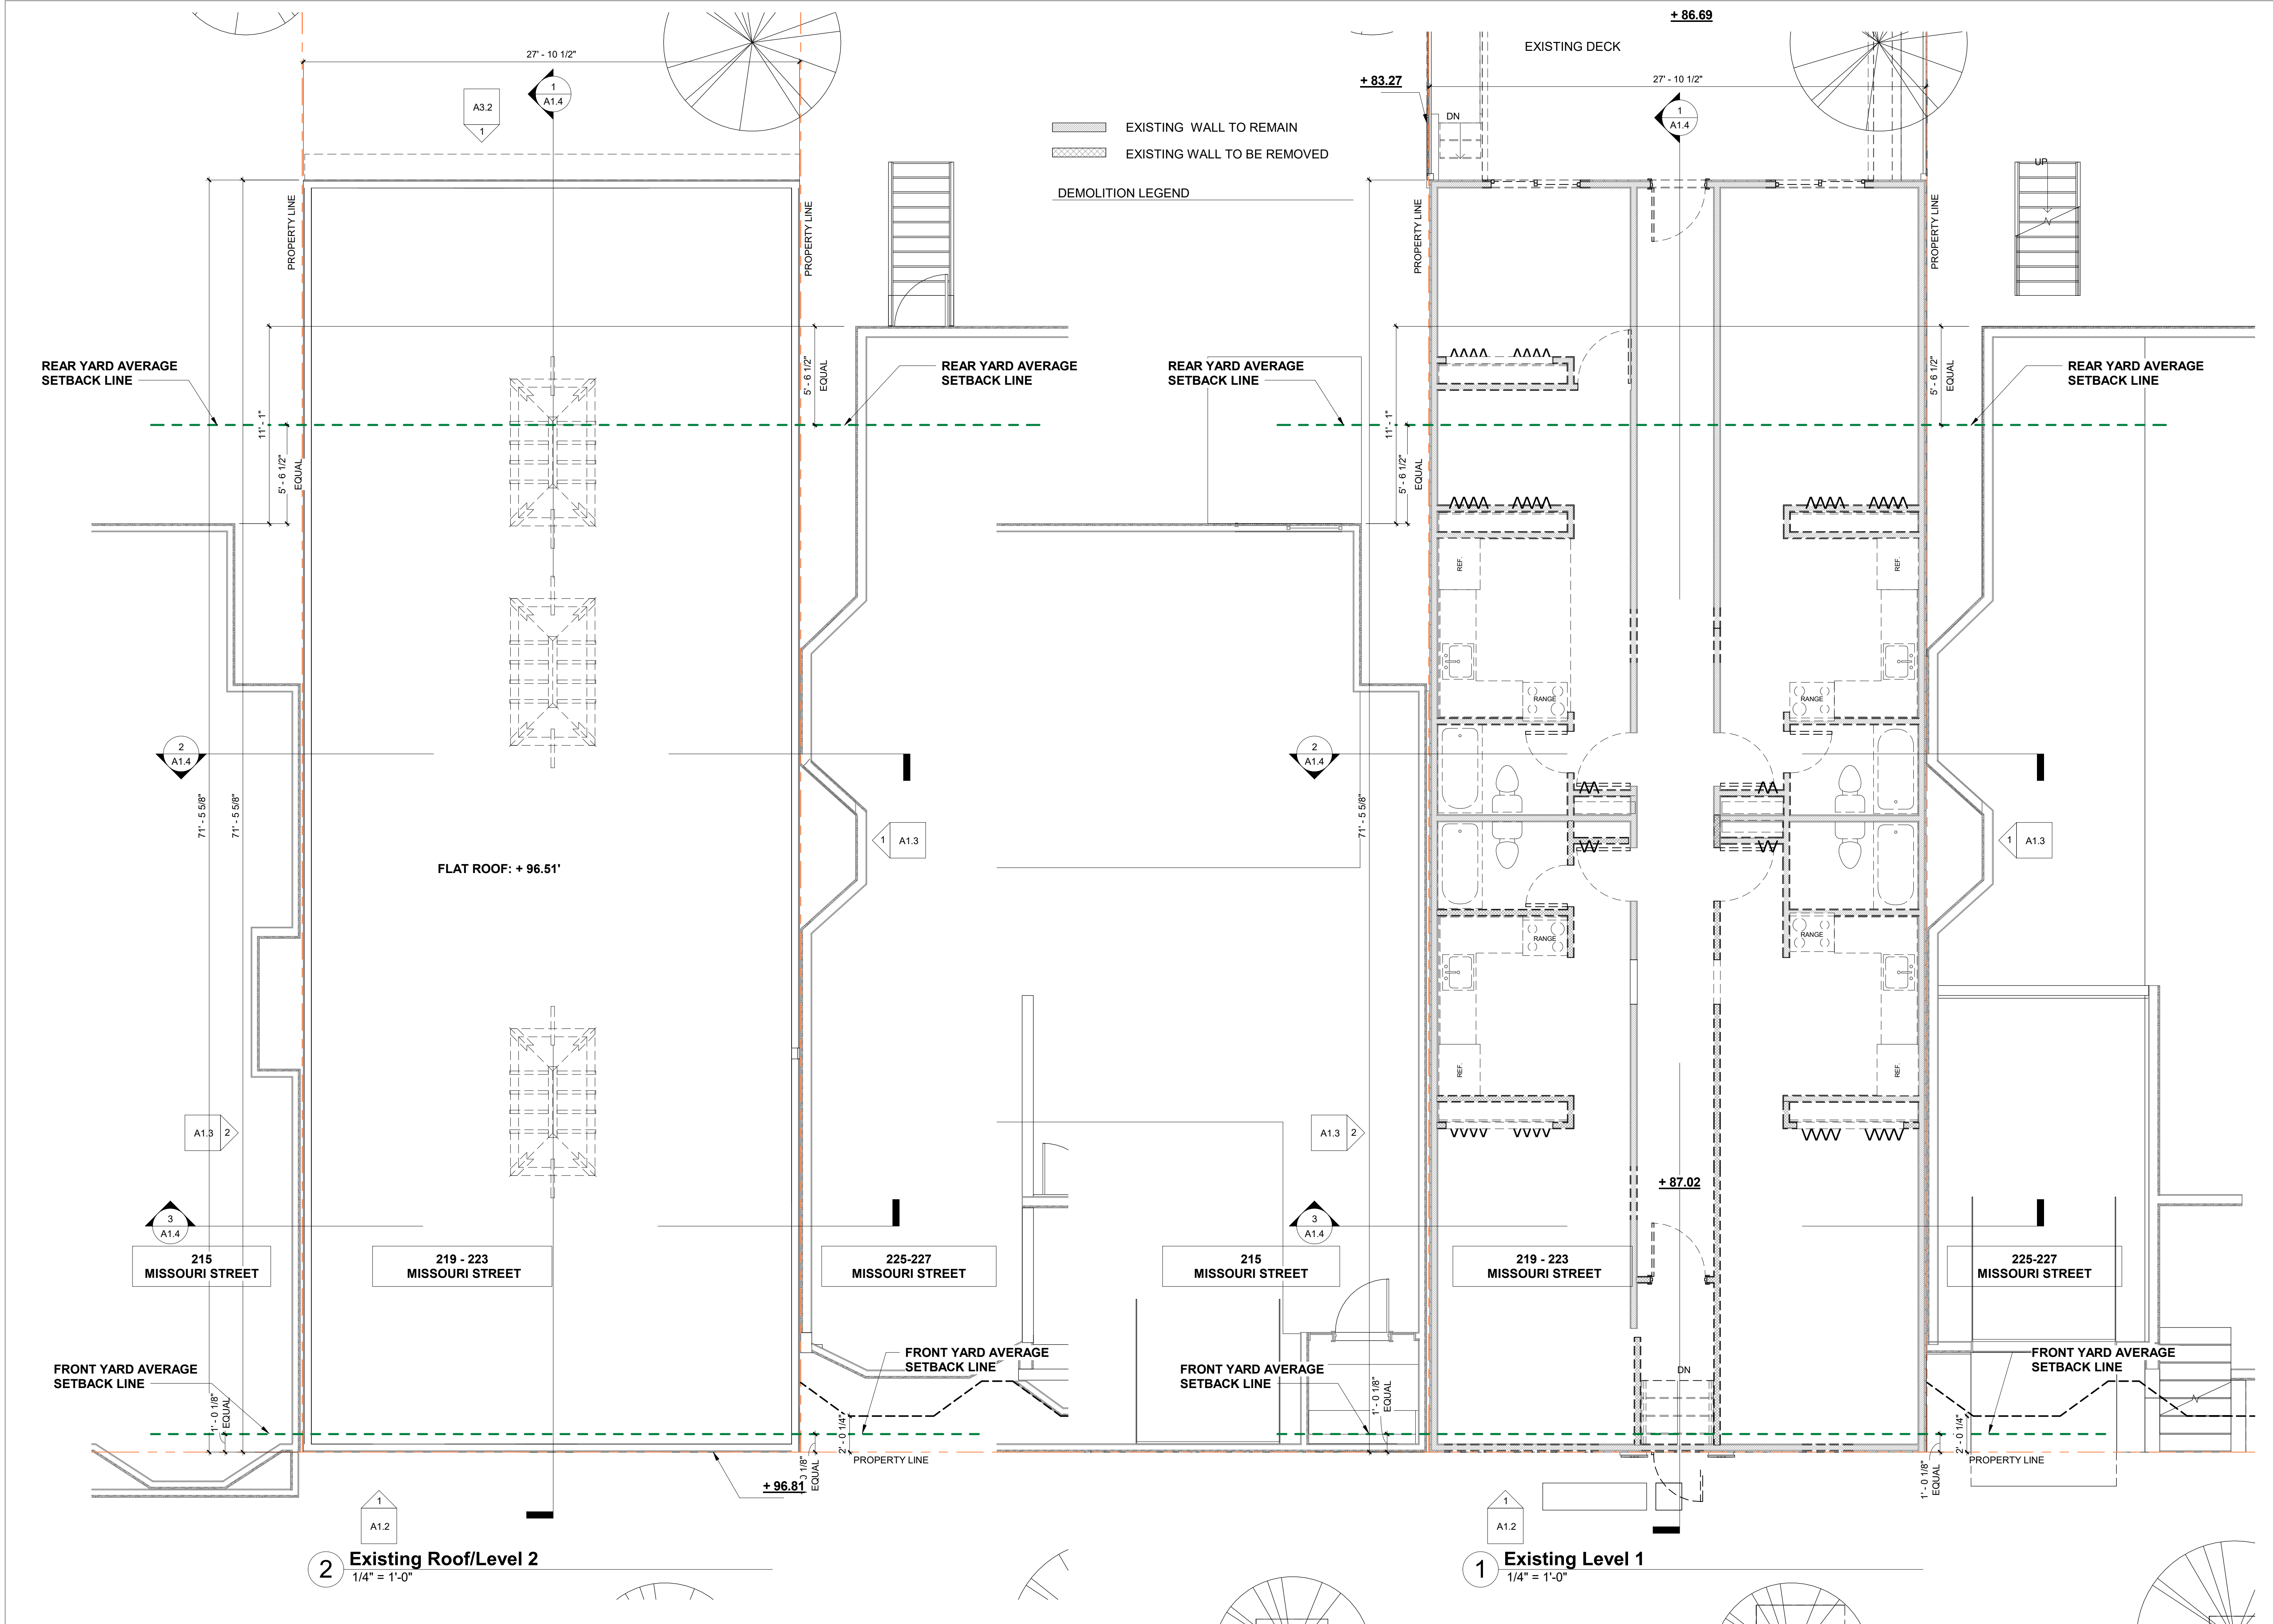 27' - 10 1/2"
1
A1.4
A3.2
1
PROPERTY LINE
PROPERTY LINE
REAR YARD AVERAGE
SETBACK LINE
REAR YARD AVERAGE
SETBACK LINE
5' - 6 1/2"
EQUAL
11' - 1"
5' - 6 1/2"
EQUAL
2
A1.4
71' - 5 5/8"
71' - 5 5/8"
FLAT ROOF: + 96.51'
1
A1.3
A1.3
2
3
A1.4
215
MISSOURI STREET
219 - 223
MISSOURI STREET
225-227
MISSOURI STREET
FRONT YARD AVERAGE
SETBACK LINE
FRONT YARD AVERAGE
SETBACK LINE
1' - 0 1/8"
EQUAL
2' - 0 1/4"
PROPERTY LINE
0 1/8"
EQUAL
+ 96.81
1
A1.2
2
Existing Roof/Level 2
1/4" = 1'-0"
EXISTING WALL TO REMAIN
EXISTING WALL TO BE REMOVED
DEMOLITION LEGEND
+ 86.69
EXISTING DECK
+ 83.27
27' - 10 1/2"
DN
1
A1.4
UP
PROPERTY LINE
PROPERTY LINE
REAR YARD AVERAGE
SETBACK LINE
REAR YARD AVERAGE
SETBACK LINE
5' - 6 1/2"
EQUAL
11' - 1"
5' - 6 1/2"
EQUAL
REF.
REF.
RANGE
RANGE
2
A1.4
71' - 5 5/8"
1
A1.3
RANGE
RANGE
REF.
REF.
A1.3
2
+ 87.02
3
A1.4
215
MISSOURI STREET
219 - 223
MISSOURI STREET
225-227
MISSOURI STREET
FRONT YARD AVERAGE
SETBACK LINE
FRONT YARD AVERAGE
SETBACK LINE
DN
1' - 0 1/8"
EQUAL
2' - 0 1/4"
PROPERTY LINE
1' - 0 1/8"
EQUAL
1
A1.2
1
Existing Level 1
1/4" = 1'-0"